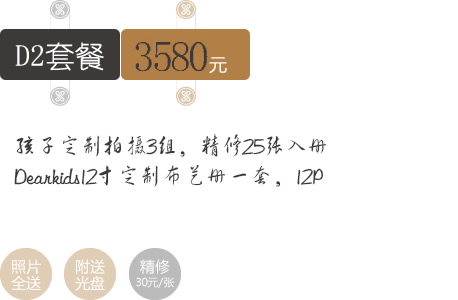 D2套餐 3580元
孩子定制拍摄3组，精修25张入册
Dearkids12寸定制布艺册一套，12P
照片全送
附送光盘
精修30元/张